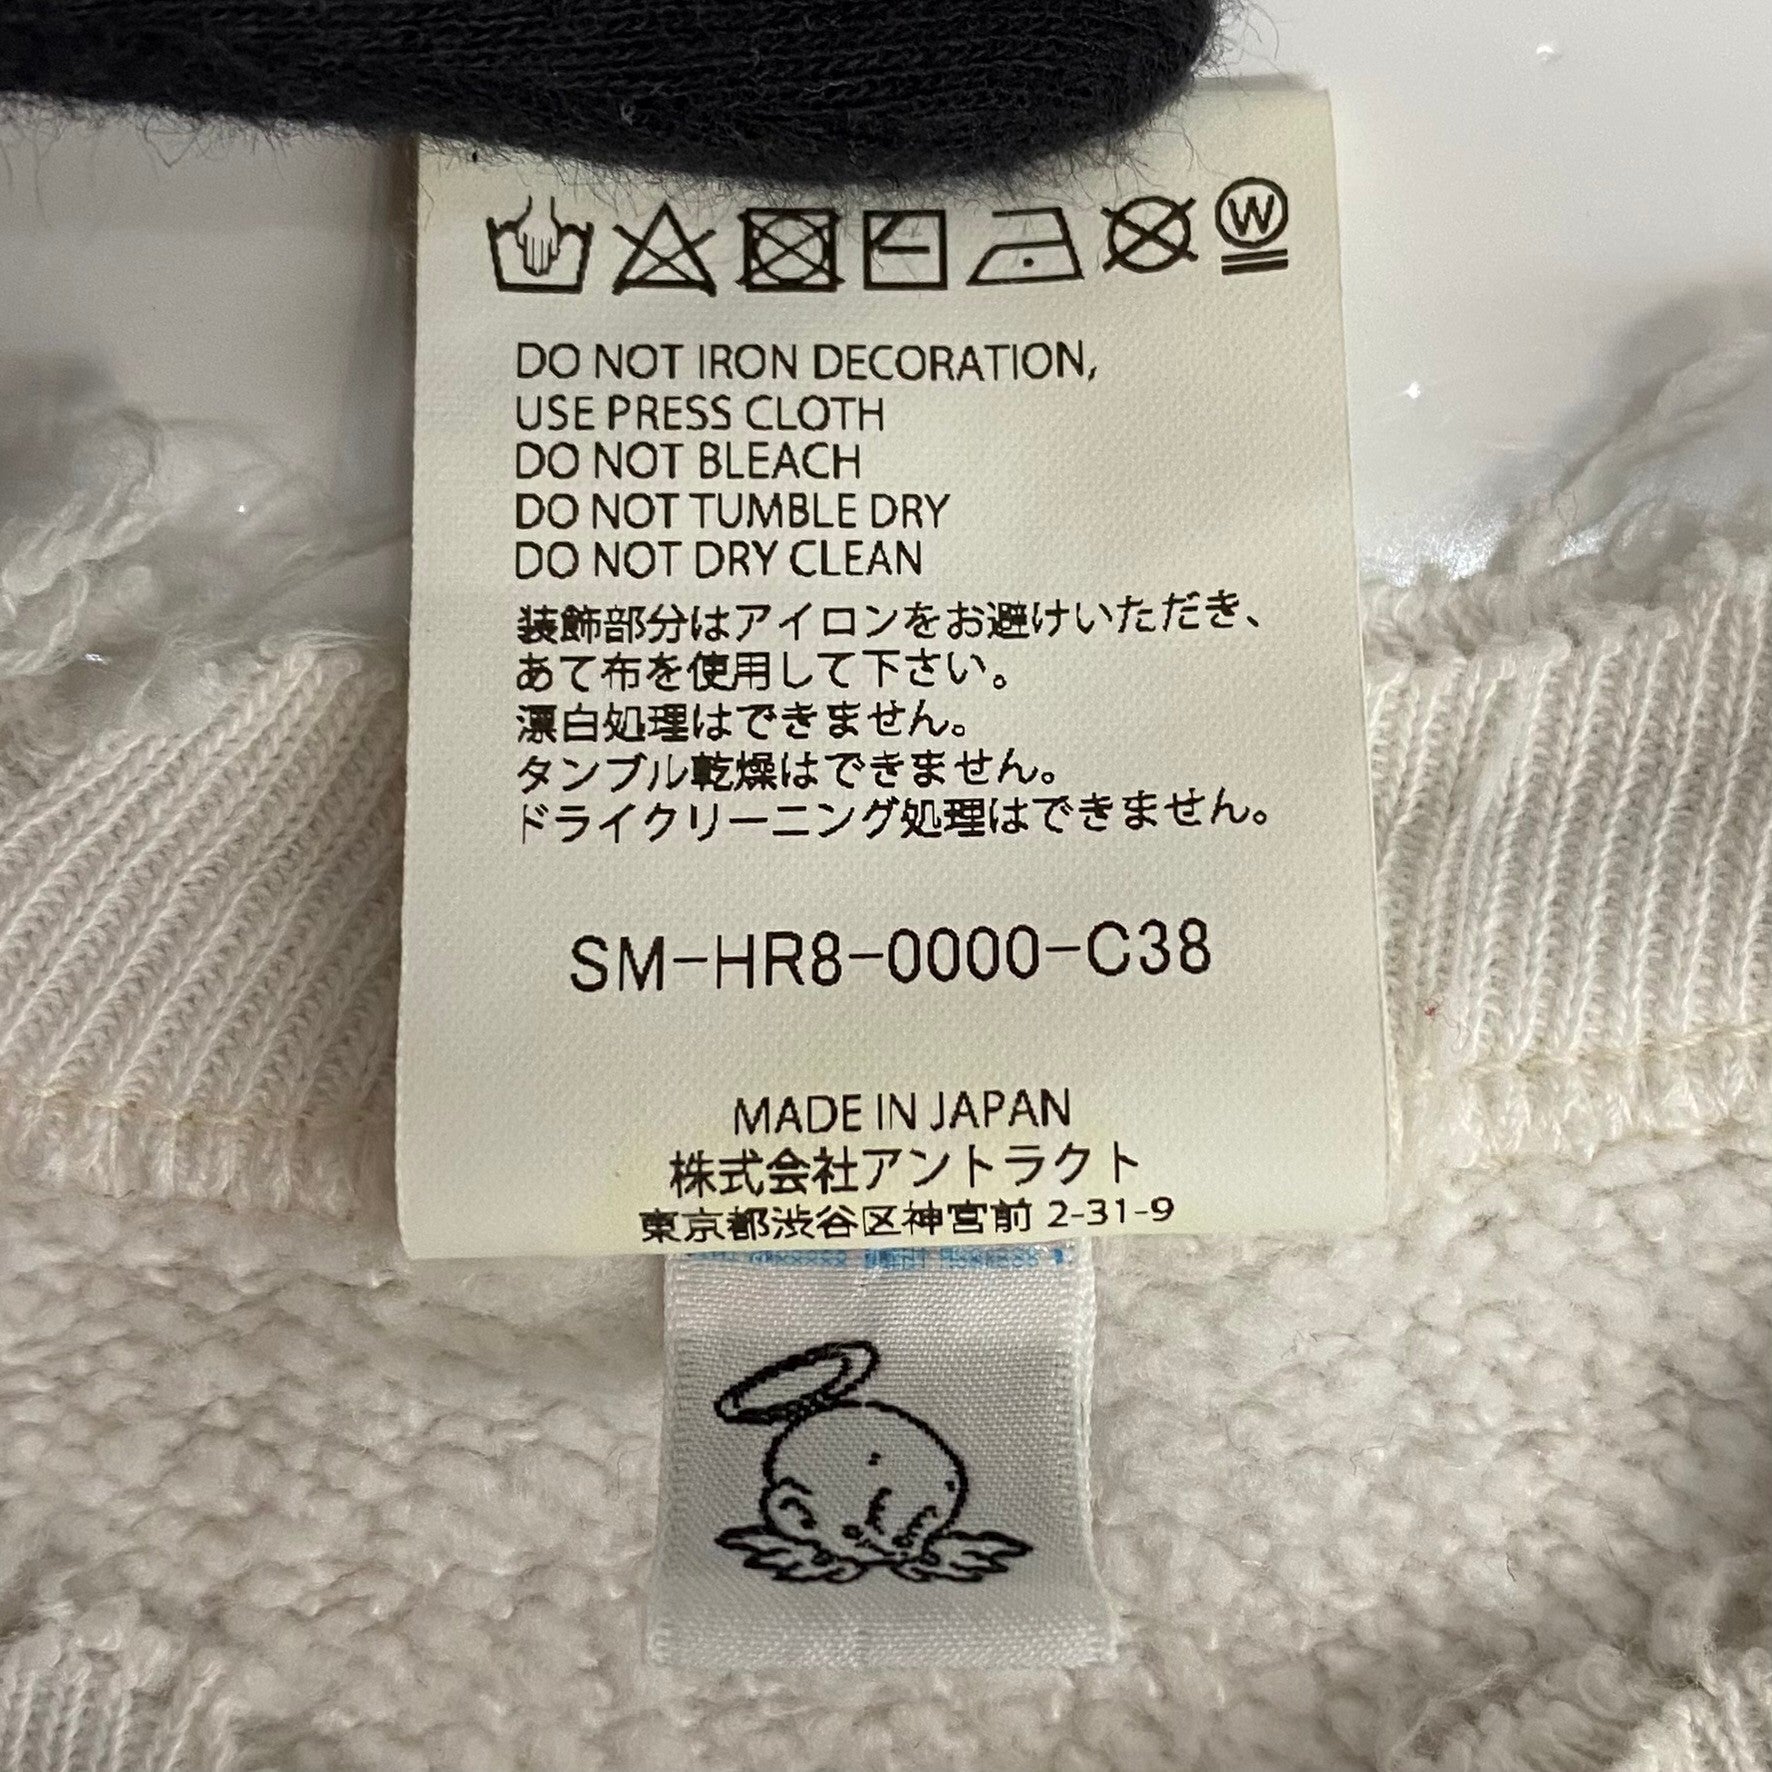 W
DO NOT IRON DECORATION,
USE PRESS CLOTH
DO NOT BLEACH
DO NOT TUMBLE DRY
DO NOT DRY CLEAN
装飾部分はアイロンをお避けいただき、
あて布を使用して下さい。
漂白処理はできません。
タンブル乾燥はできません。
ドライクリーニング処理はできません。
SM-HR8-0000-C38
MADE IN JAPAN
株式会社アントラクト
東京都渋谷区神宮前 2-31-9